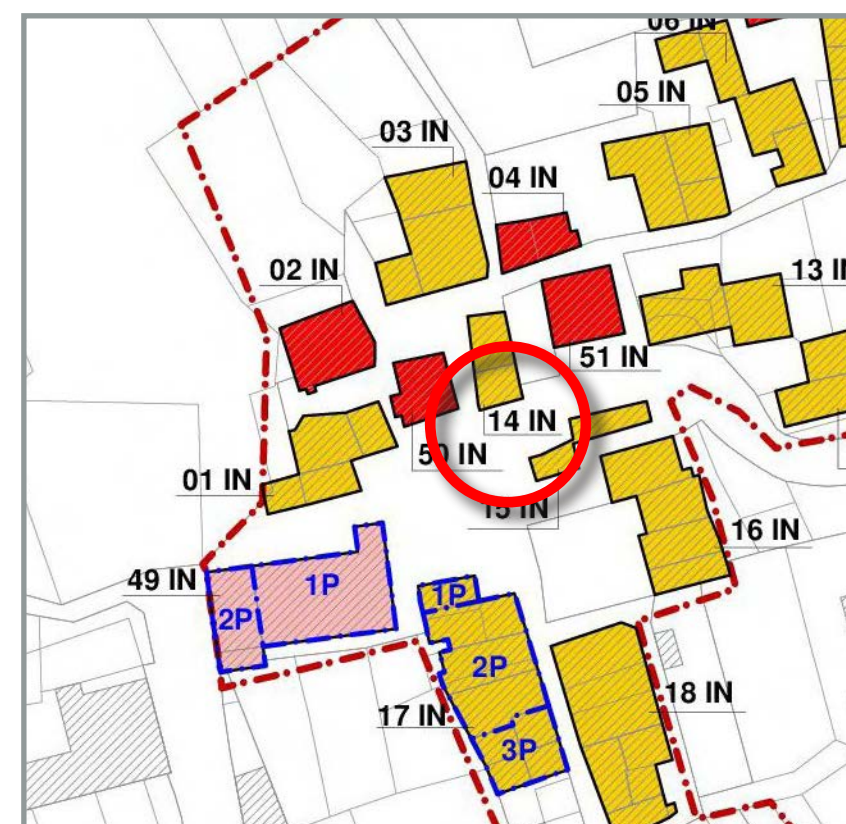 06 IN
05 IN
03 IN
04 IN
02 IN
13 IN
51 IN
14 IN
50 IN
01 IN
15 IN
16 IN
49 IN
1P
2P
1P
2P
17 IN
18 IN
3P